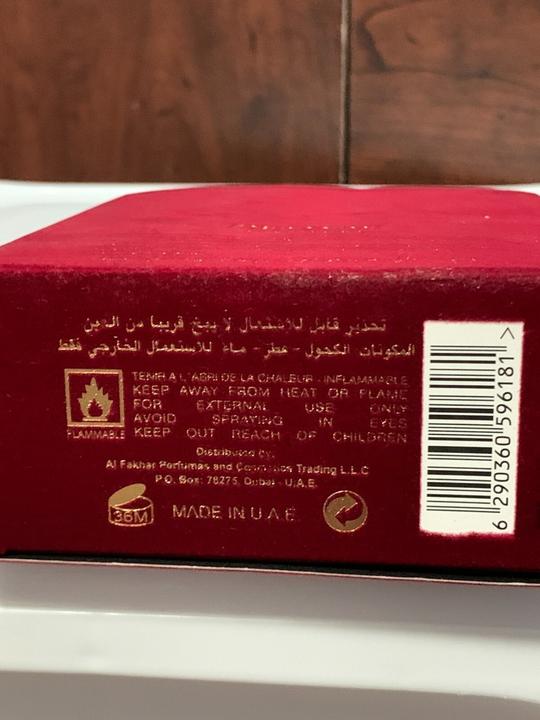 تحذير قابل للاشتعال لا يبخ قريبا من العين
المكونات الكحول - عطر - ماء للاستعمال الخارجي فقط
TENIR A L'ABRI DE LA CHALEUR - INFLAMMABLE
KEEP AWAY FROM HEAT OR FLAME
FOR EXTERNAL USE ONLY
AVOID SPRAYING IN EYES
KEEP OUT REACH OF CHILDREN
FLAMMABLE
Distributed by:
Al Fakhar Perfumes and Cosmetics Trading L.L.C
P.O. Box: 78275, Dubai - U.A.E.
36M
MADE IN U.A.E.
6 290360 596181 >